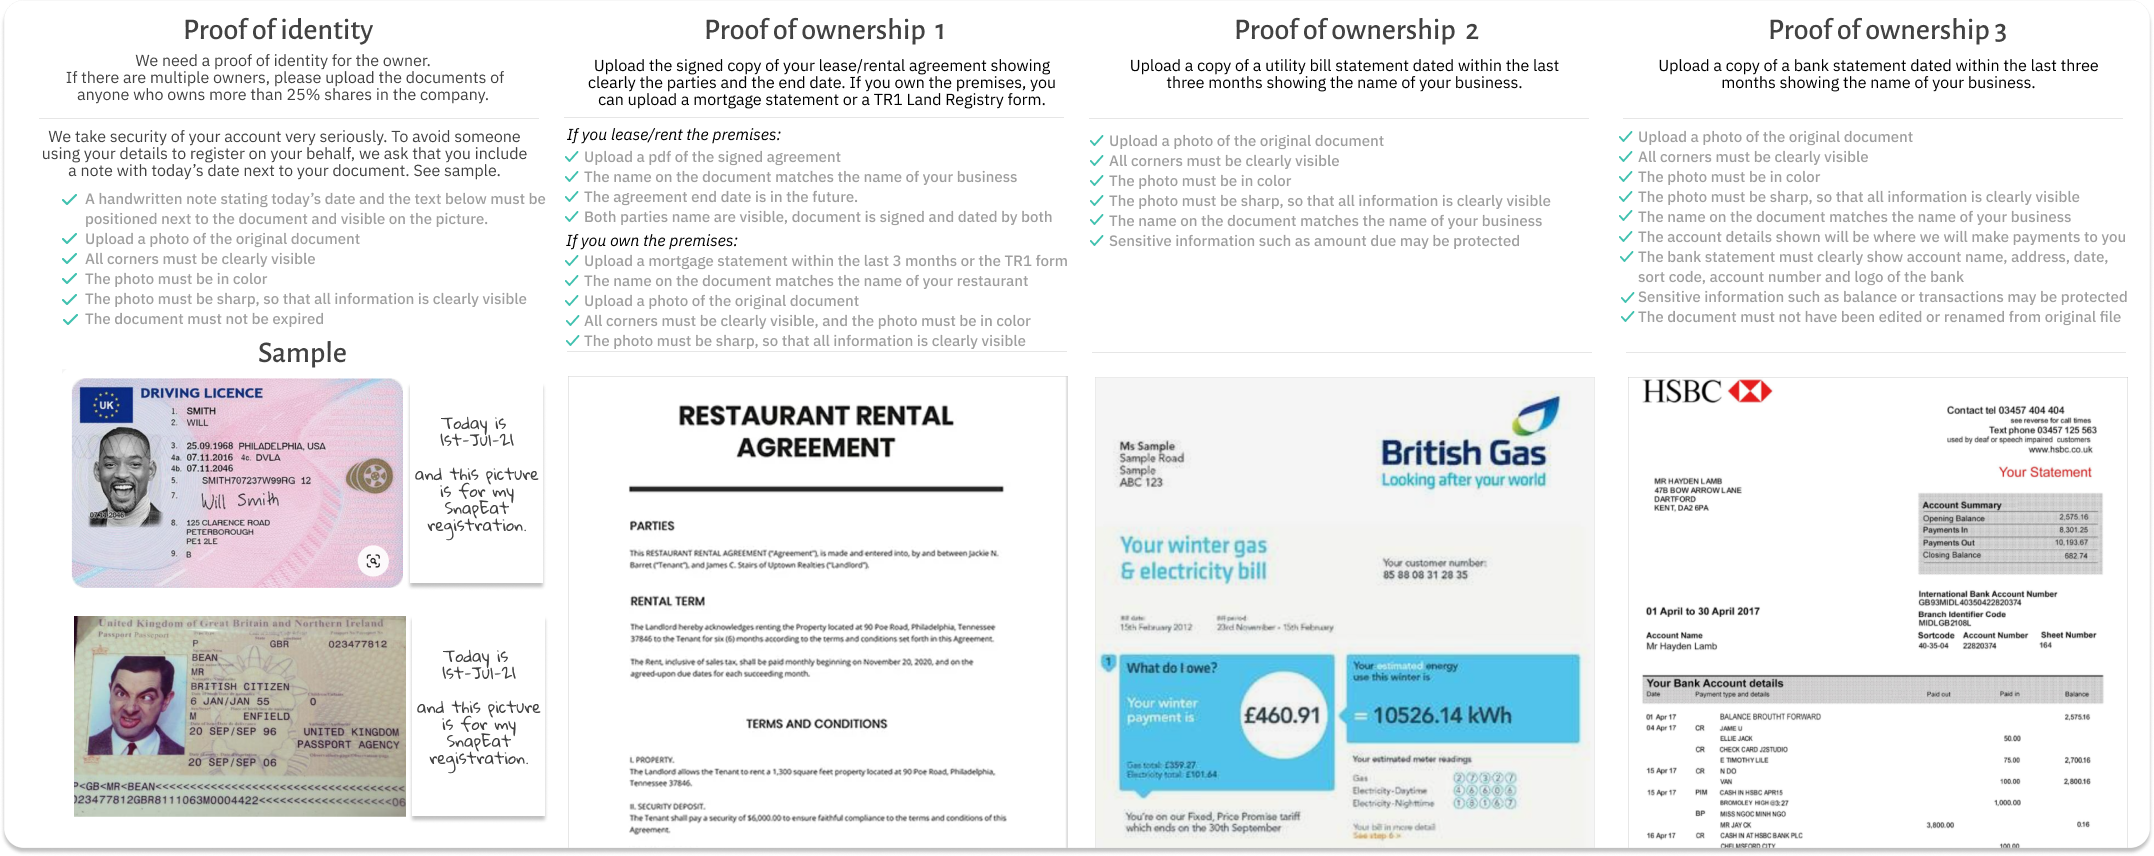 Proof of identity
We need a proof of identity for the owner.
If there are multiple owners, please upload the documents of
anyone who owns more than 25% shares in the company.
We take security of your account very seriously. To avoid someone
using your details to register on your behalf, we ask that you include
a note with today's date next to your document. See sample.
A handwritten note stating today's date and the text below must be
positioned next to the document and visible on the picture.
Upload a photo of the original document
All corners must be clearly visible
The photo must be in color
The photo must be sharp, so that all information is clearly visible
The document must not be expired
Sample
DRIVING LICENCE
UK
1. SMITH
2. WILL
3. 25.09.1968 PHILADELPHIA, USA
4a. 07.11.2016 4c. DVLA
4b. 07.11.2046
5. SMITH707237W99RG 12
7. Will Smith
8. 125 CLARENCE ROAD
PETERBOROUGH
PE1 2LE
9. B
Today is
1st-Jul-21
and this picture
is for my
SnapEat
registration.
United Kingdom of Great Britain and Northern Ireland
Passport Passeport
P GBR 023477812
BEAN
MR
BRITISH CITIZEN
6 JAN/JAN 55 0
M ENFIELD
20 SEP/SEP 96 UNITED KINGDOM
PASSPORT AGENCY
20 SEP/SEP 06
P<GB<MR<BEAN<<<<<<<<<<<<<<<<<<<<<<<<<<<<
023477812GBR8111063M0004422<<<<<<<<<<<<<<06
Today is
1st-Jul-21
and this picture
is for my
SnapEat
registration.
Proof of ownership 1
Upload the signed copy of your lease/rental agreement showing
clearly the parties and the end date. If you own the premises, you
can upload a mortgage statement or a TR1 Land Registry form.
If you lease/rent the premises:
Upload a pdf of the signed agreement
The name on the document matches the name of your business
The agreement end date is in the future.
Both parties name are visible, document is signed and dated by both
If you own the premises:
Upload a mortgage statement within the last 3 months or the TR1 form
The name on the document matches the name of your restaurant
Upload a photo of the original document
All corners must be clearly visible, and the photo must be in color
The photo must be sharp, so that all information is clearly visible
RESTAURANT RENTAL
AGREEMENT
PARTIES
This RESTAURANT RENTAL AGREEMENT ("Agreement"), is made and entered into, by and between Jackie N.
Barret ("Tenant"), and James C. Stairs of Uptown Realties ("Landlord").
RENTAL TERM
The Landlord hereby acknowledges renting the Property located at 90 Poe Road, Philadelphia, Tennessee
37846 to the Tenant for six (6) months according to the terms and conditions set forth in this Agreement.
The Rent, inclusive of sales tax, shall be paid monthly beginning on November 20, 2020, and on the
agreed-upon due dates for each succeeding month.
TERMS AND CONDITIONS
I. PROPERTY.
The Landlord allows the Tenant to rent a 1,300 square feet property located at 90 Poe Road, Philadelphia,
Tennessee 37846.
II. SECURITY DEPOSIT.
The Tenant shall pay a security of $6,000.00 to ensure faithful compliance to the terms and conditions of this
Agreement.
Proof of ownership 2
Upload a copy of a utility bill statement dated within the last
three months showing the name of your business.
Upload a photo of the original document
All corners must be clearly visible
The photo must be in color
The photo must be sharp, so that all information is clearly visible
The name on the document matches the name of your business
Sensitive information such as amount due may be protected
Ms Sample
Sample Road
Sample
ABC 123
British Gas
Looking after your world
Your winter gas
& electricity bill
Your customer number:
85 88 08 31 28 35
Bill date:
15th February 2012
Bill period:
23rd November - 15th February
1
What do I owe?
Your winter
payment is
£460.91
Gas total: £359.27
Electricity total: £101.64
Your estimated energy
use this winter is
= 10526.14 kWh
Your estimated meter readings
Gas 27327
Electricity-Daytime 46606
Electricity-Nighttime 18167
You're on our Fixed, Price Promise tariff
which ends on the 30th September
Your bill in more detail
See step 6 >
Proof of ownership 3
Upload a copy of a bank statement dated within the last three
months showing the name of your business.
Upload a photo of the original document
All corners must be clearly visible
The photo must be in color
The photo must be sharp, so that all information is clearly visible
The name on the document matches the name of your business
The account details shown will be where we will make payments to you
The bank statement must clearly show account name, address, date,
sort code, account number and logo of the bank
Sensitive information such as balance or transactions may be protected
The document must not have been edited or renamed from original file
HSBC
Contact tel 03457 404 404
see reverse for call times
Text phone 03457 125 563
used by deaf or speech impaired customers
www.hsbc.co.uk
Your Statement
MR HAYDEN LAMB
47B BOW ARROW LANE
DARTFORD
KENT, DA2 6PA
Account Summary
Opening Balance 2,575.16
Payments In 8,301.25
Payments Out 10,193.67
Closing Balance 682.74
International Bank Account Number
GB93MIDL40350422820374
Branch Identifier Code
MIDLGB2108L
01 April to 30 April 2017
Account Name
Mr Hayden Lamb
Sortcode Account Number Sheet Number
40-35-04 22820374 164
Your Bank Account details
Date Payment type and details Paid out Paid in Balance
01 Apr 17 BALANCE BROUTHT FORWARD 2,575.16
04 Apr 17 CR JAME U
ELLIE JACK 50.00
CR CHECK CARD J2STUDIO
E TIMOTHY LILE 75.00 2,700.16
15 Apr 17 CR N DO
VAN 100.00 2,800.16
15 Apr 17 PIM CASH IN HSBC APR15
BROMOLEY HIGH @3:27 1,000.00
BP MISS NGOC MINH NGO
MR JAY CK 3,800.00 0.16
16 Apr 17 CR CASH IN AT HSBC BANK PLC
CHELMSFORD CITY 100.00